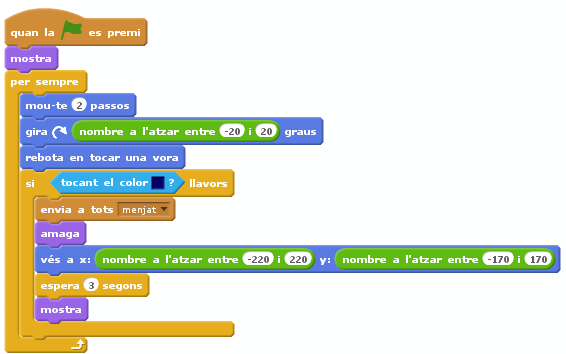 quan la es premi
mostra
per sempre
mou-te 2 passos
gira nombre a l'atzar entre -20 i 20 graus
rebota en tocar una vora
si tocant el color ? llavors
envia a tots menjat
amaga
vés a x: nombre a l'atzar entre -220 i 220 y: nombre a l'atzar entre -170 i 170
espera 3 segons
mostra